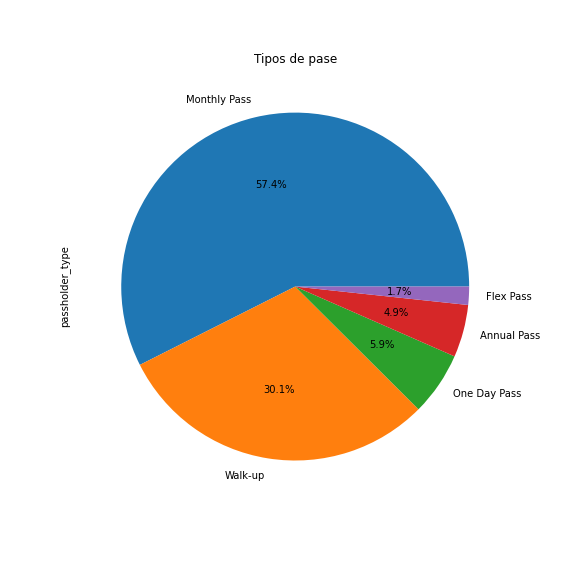 Tipos de pase
Monthly Pass
57.4%
passholder_type
1.7%
Flex Pass
4.9%
Annual Pass
5.9%
One Day Pass
30.1%
Walk-up